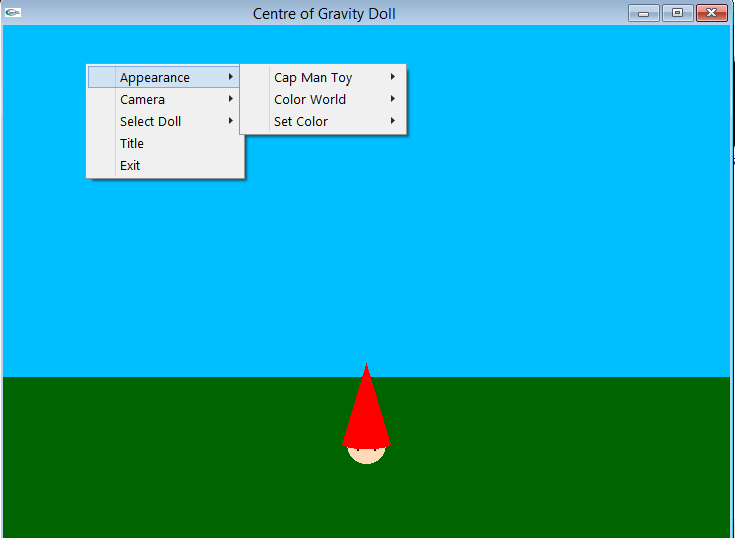 Centre of Gravity Doll
Appearance
Camera
Select Doll
Title
Exit
Cap Man Toy
Color World
Set Color